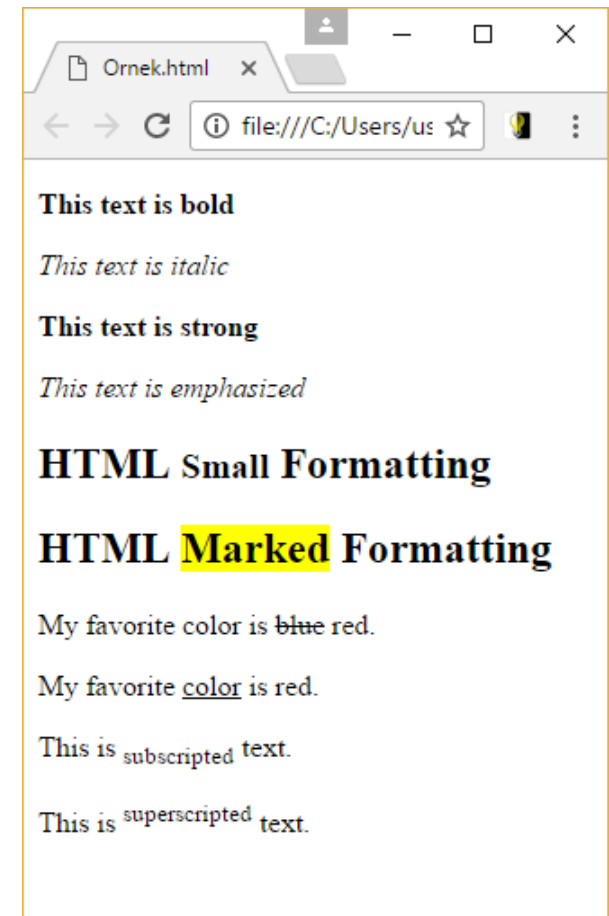 Ornek.html
file:///C:/Users/us
This text is bold
This text is italic
This text is strong
This text is emphasized
HTML Small Formatting
HTML Marked Formatting
My favorite color is blue red.
My favorite color is red.
This is subscripted text.
This is superscripted text.